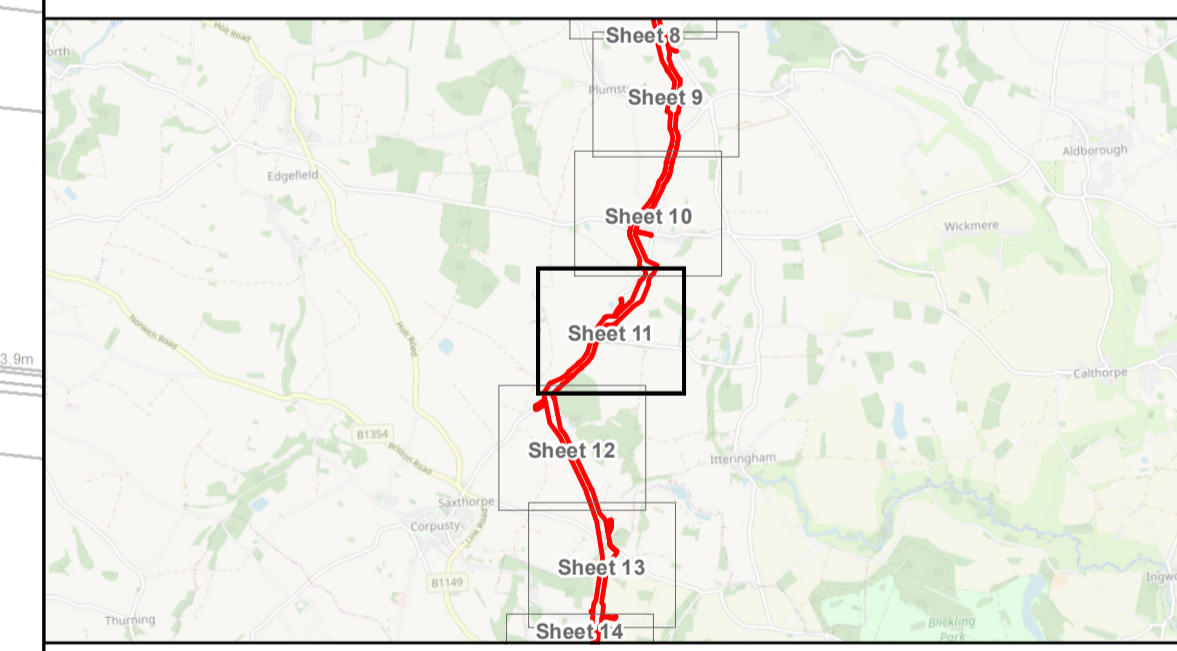 Holt Road
Sheet 8
orth
Plumst
Sheet 9
Aldborough
Edgefield
Sheet 10
Wickmere
Norwich Road
Holt Road
Sheet 11
3.9m
Calthorpe
B1354
Briston Road
Sheet 12
Itteringham
Saxthorpe
Corpusty
Link Road
Sheet 13
B1149
Ingwo
Thurning
Sheet 14
Blickling
Park